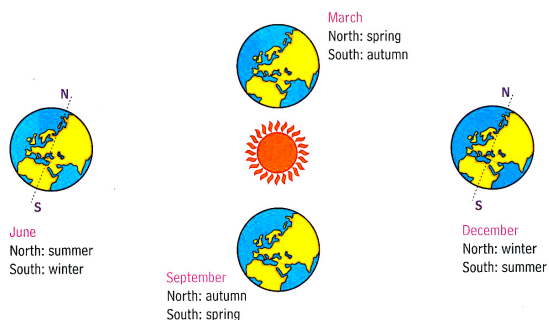 March
North: spring
South: autumn
N
S
June
North: summer
South: winter
September
North: autumn
South: spring
N
S
December
North: winter
South: summer